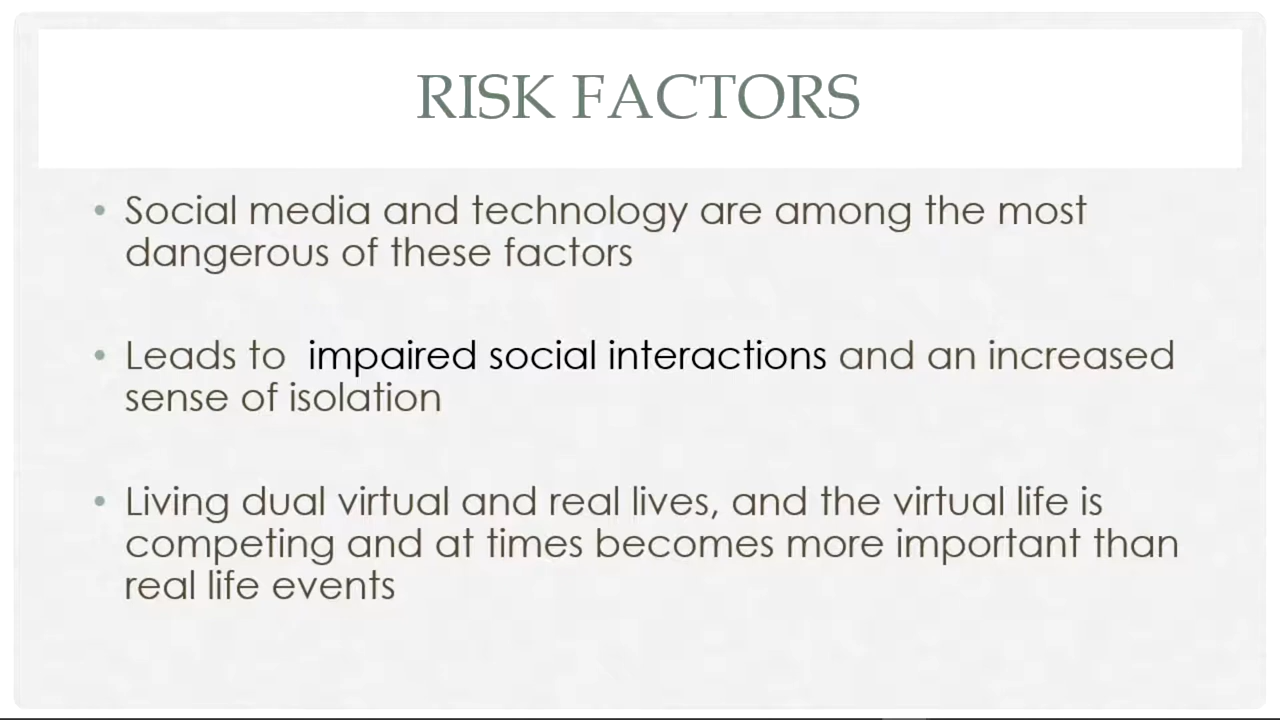 RISK FACTORS
• Social media and technology are among the most
dangerous of these factors
• Leads to  impaired social interactions and an increased
sense of isolation
• Living dual virtual and real lives, and the virtual life is
competing and at times becomes more important than
real life events